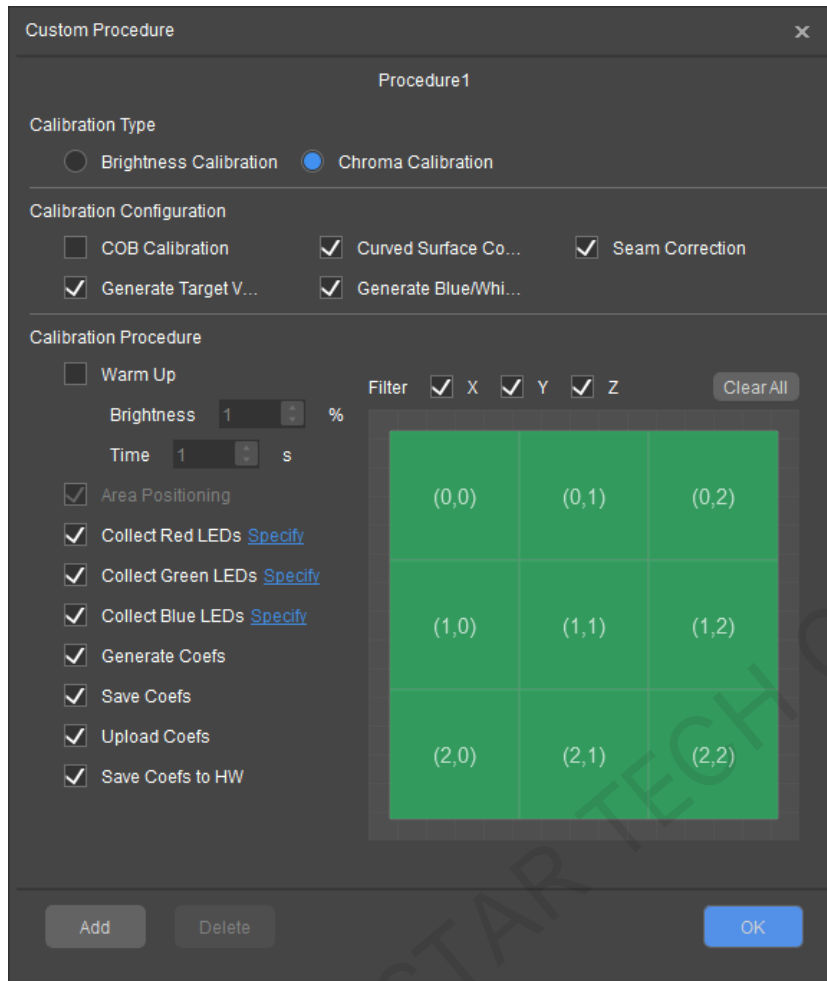 Custom Procedure
Procedure1
Calibration Type
Brightness Calibration Chroma Calibration
Calibration Configuration
COB Calibration Curved Surface Co... Seam Correction
Generate Target V... Generate Blue/Whi...
Calibration Procedure
Warm Up
Filter X Y Z Clear All
Brightness 1 %
Time 1 s
Area Positioning
Collect Red LEDs Specify
Collect Green LEDs Specify
Collect Blue LEDs Specify
Generate Coefs
Save Coefs
Upload Coefs
Save Coefs to HW
(0,0) (0,1) (0,2)
(1,0) (1,1) (1,2)
(2,0) (2,1) (2,2)
Add Delete OK
STAR TECH